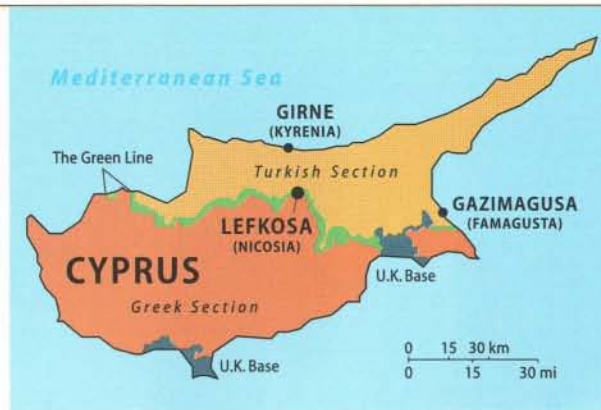 Mediterranean Sea
GIRNE
(KYRENIA)
The Green Line
Turkish Section
GAZIMAGUSA
(FAMAGUSTA)
LEFKOSA
(NICOSIA)
CYPRUS
U.K. Base
Greek Section
U.K. Base
0 15 30 km
0 15 30 mi